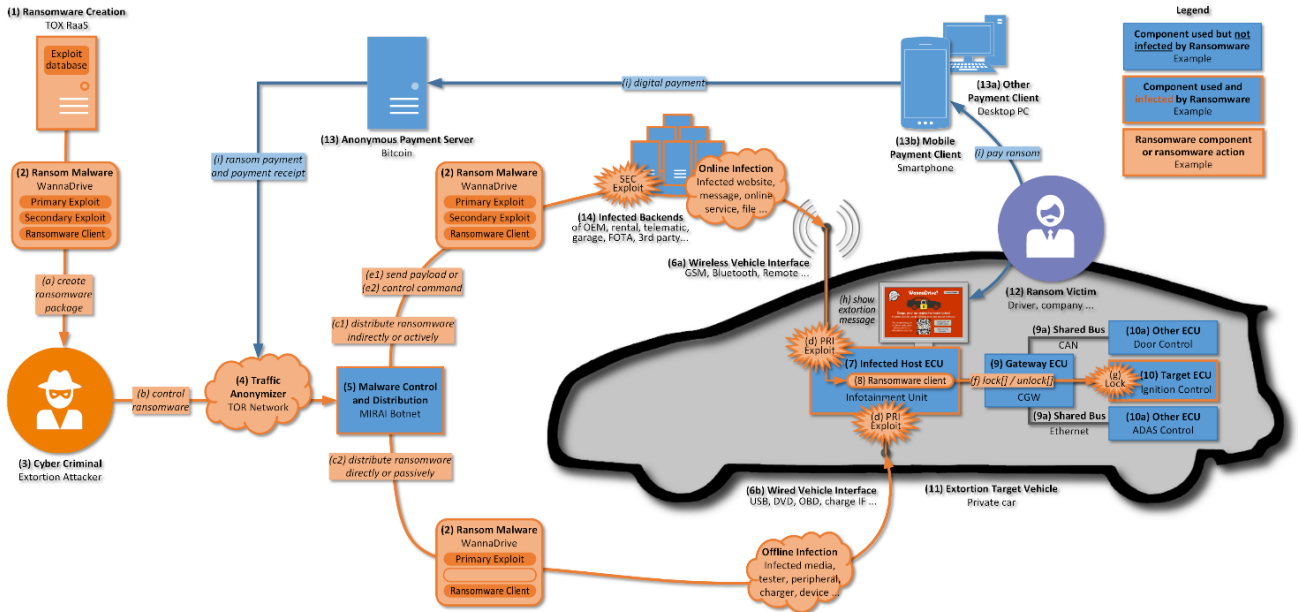 (1) Ransomware Creation
TOX RaaS
Exploit
database
(2) Ransom Malware
WannaDrive
Primary Exploit
Secondary Exploit
Ransomware Client
(a) create
ransomware
package
(3) Cyber Criminal
Extortion Attacker
(b) control
ransomware
(4) Traffic
Anonymizer
TOR Network
(i) ransom payment
and payment receipt
(13) Anonymous Payment Server
Bitcoin
(i) digital payment
(5) Malware Control
and Distribution
MIRAI Botnet
(c1) distribute ransomware
indirectly or actively
(e1) send payload or
(e2) control command
(2) Ransom Malware
WannaDrive
Primary Exploit
Secondary Exploit
Ransomware Client
(c2) distribute ransomware
directly or passively
(2) Ransom Malware
WannaDrive
Primary Exploit
Ransomware Client
SEC
Exploit
(14) Infected Backends
of OEM, rental, telematic,
garage, FOTA, 3rd party...
Online Infection
Infected website,
message, online
service, file ...
Offline Infection
Infected media,
tester, peripheral,
charger, device ...
(6a) Wireless Vehicle Interface
GSM, Bluetooth, Remote ...
(6b) Wired Vehicle Interface
USB, DVD, OBD, charge IF ...
(d) PRI
Exploit
(7) Infected Host ECU
(8) Ransomware client
Infotainment Unit
(d) PRI
Exploit
(h) show
extortion
message
WannaDrive?
(f) lock[] / unlock[]
(9) Gateway ECU
CGW
(9a) Shared Bus
CAN
(9a) Shared Bus
Ethernet
(10a) Other ECU
Door Control
(g)
Lock
(10) Target ECU
Ignition Control
(10a) Other ECU
ADAS Control
(11) Extortion Target Vehicle
Private car
(12) Ransom Victim
Driver, company ...
(i) pay ransom
(13a) Other
Payment Client
Desktop PC
(13b) Mobile
Payment Client
Smartphone
Legend
Component used but not
infected by Ransomware
Example
Component used and
infected by Ransomware
Example
Ransomware component
or ransomware action
Example